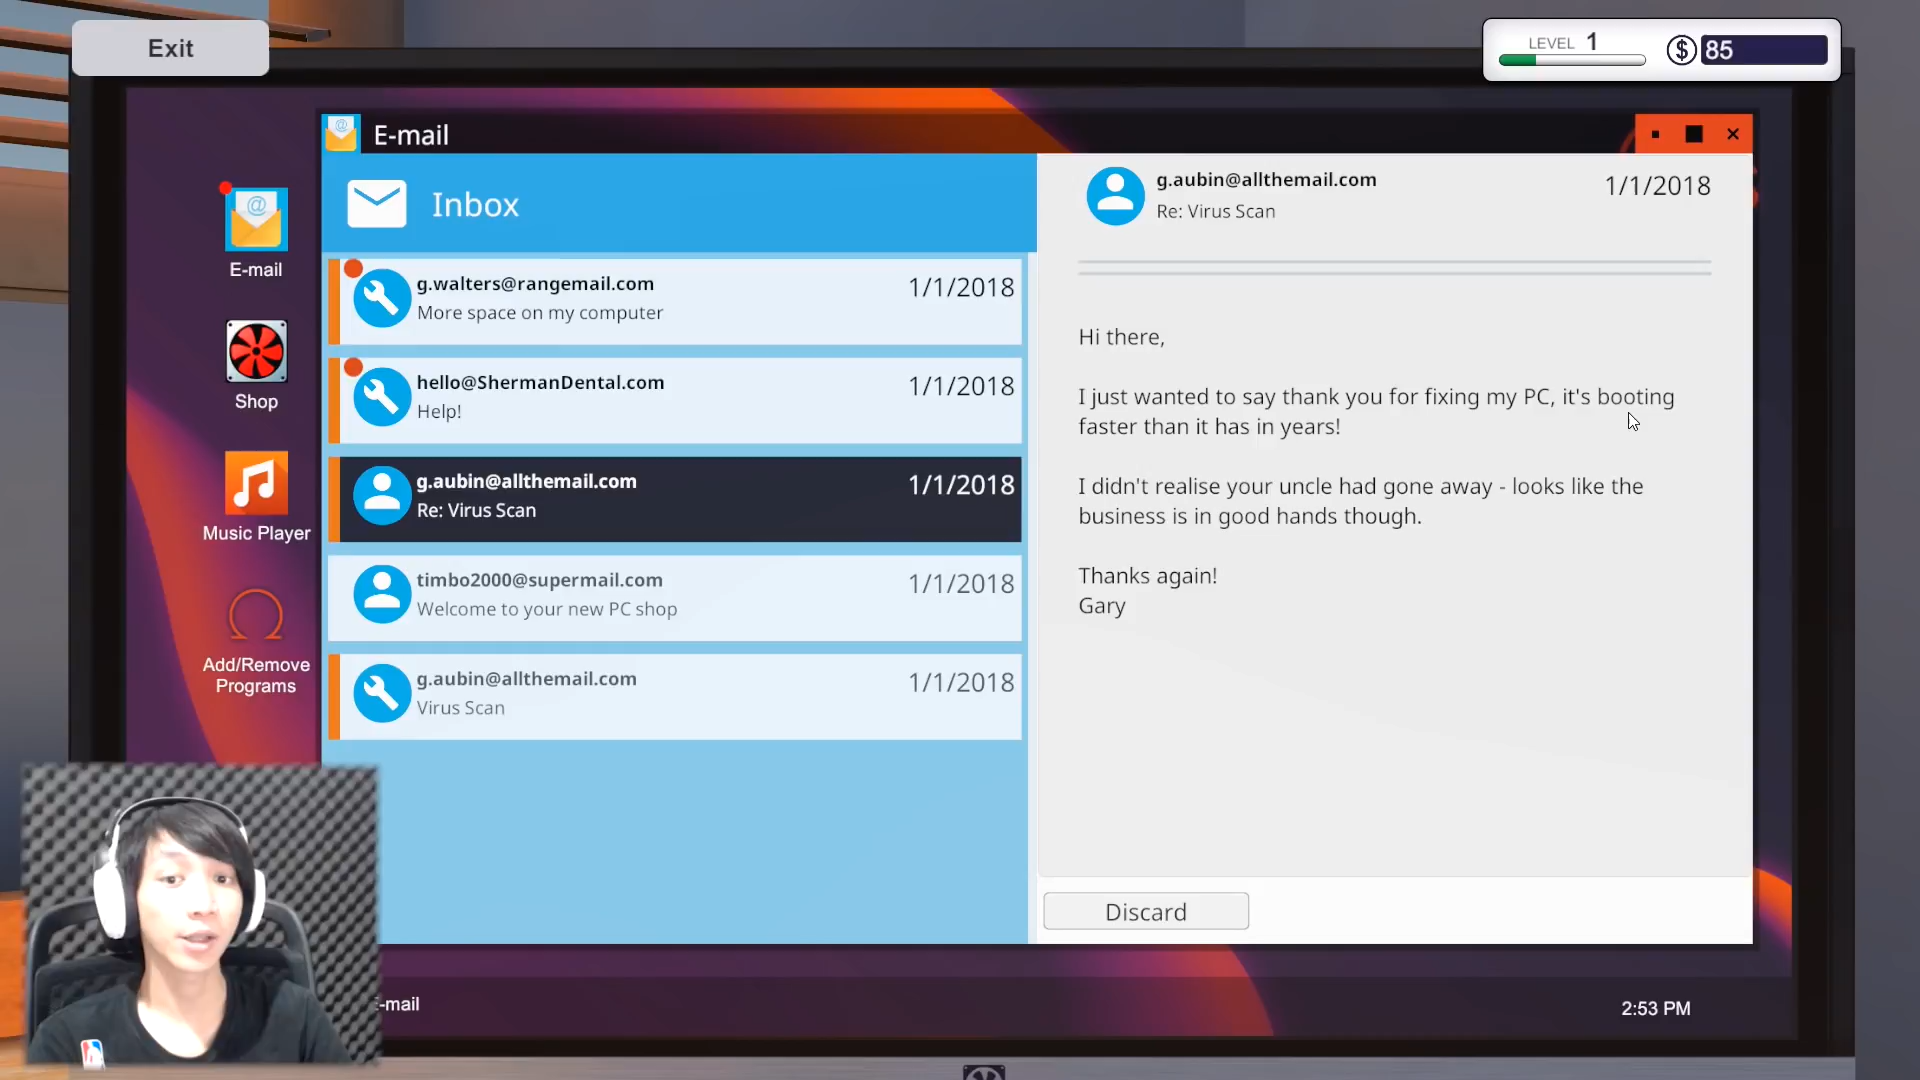 Exit
LEVEL 1
$ 85
E-mail
E-mail
Shop
Music Player
Add/Remove
Programs
Inbox
g.walters@rangemail.com
1/1/2018
More space on my computer
hello@ShermanDental.com
1/1/2018
Help!
g.aubin@allthemail.com
1/1/2018
Re: Virus Scan
timbo2000@supermail.com
1/1/2018
Welcome to your new PC shop
g.aubin@allthemail.com
1/1/2018
Virus Scan
g.aubin@allthemail.com
1/1/2018
Re: Virus Scan
Hi there,
I just wanted to say thank you for fixing my PC, it's booting
faster than it has in years!
I didn't realise your uncle had gone away - looks like the
business is in good hands though.
Thanks again!
Gary
Discard
-mail
2:53 PM